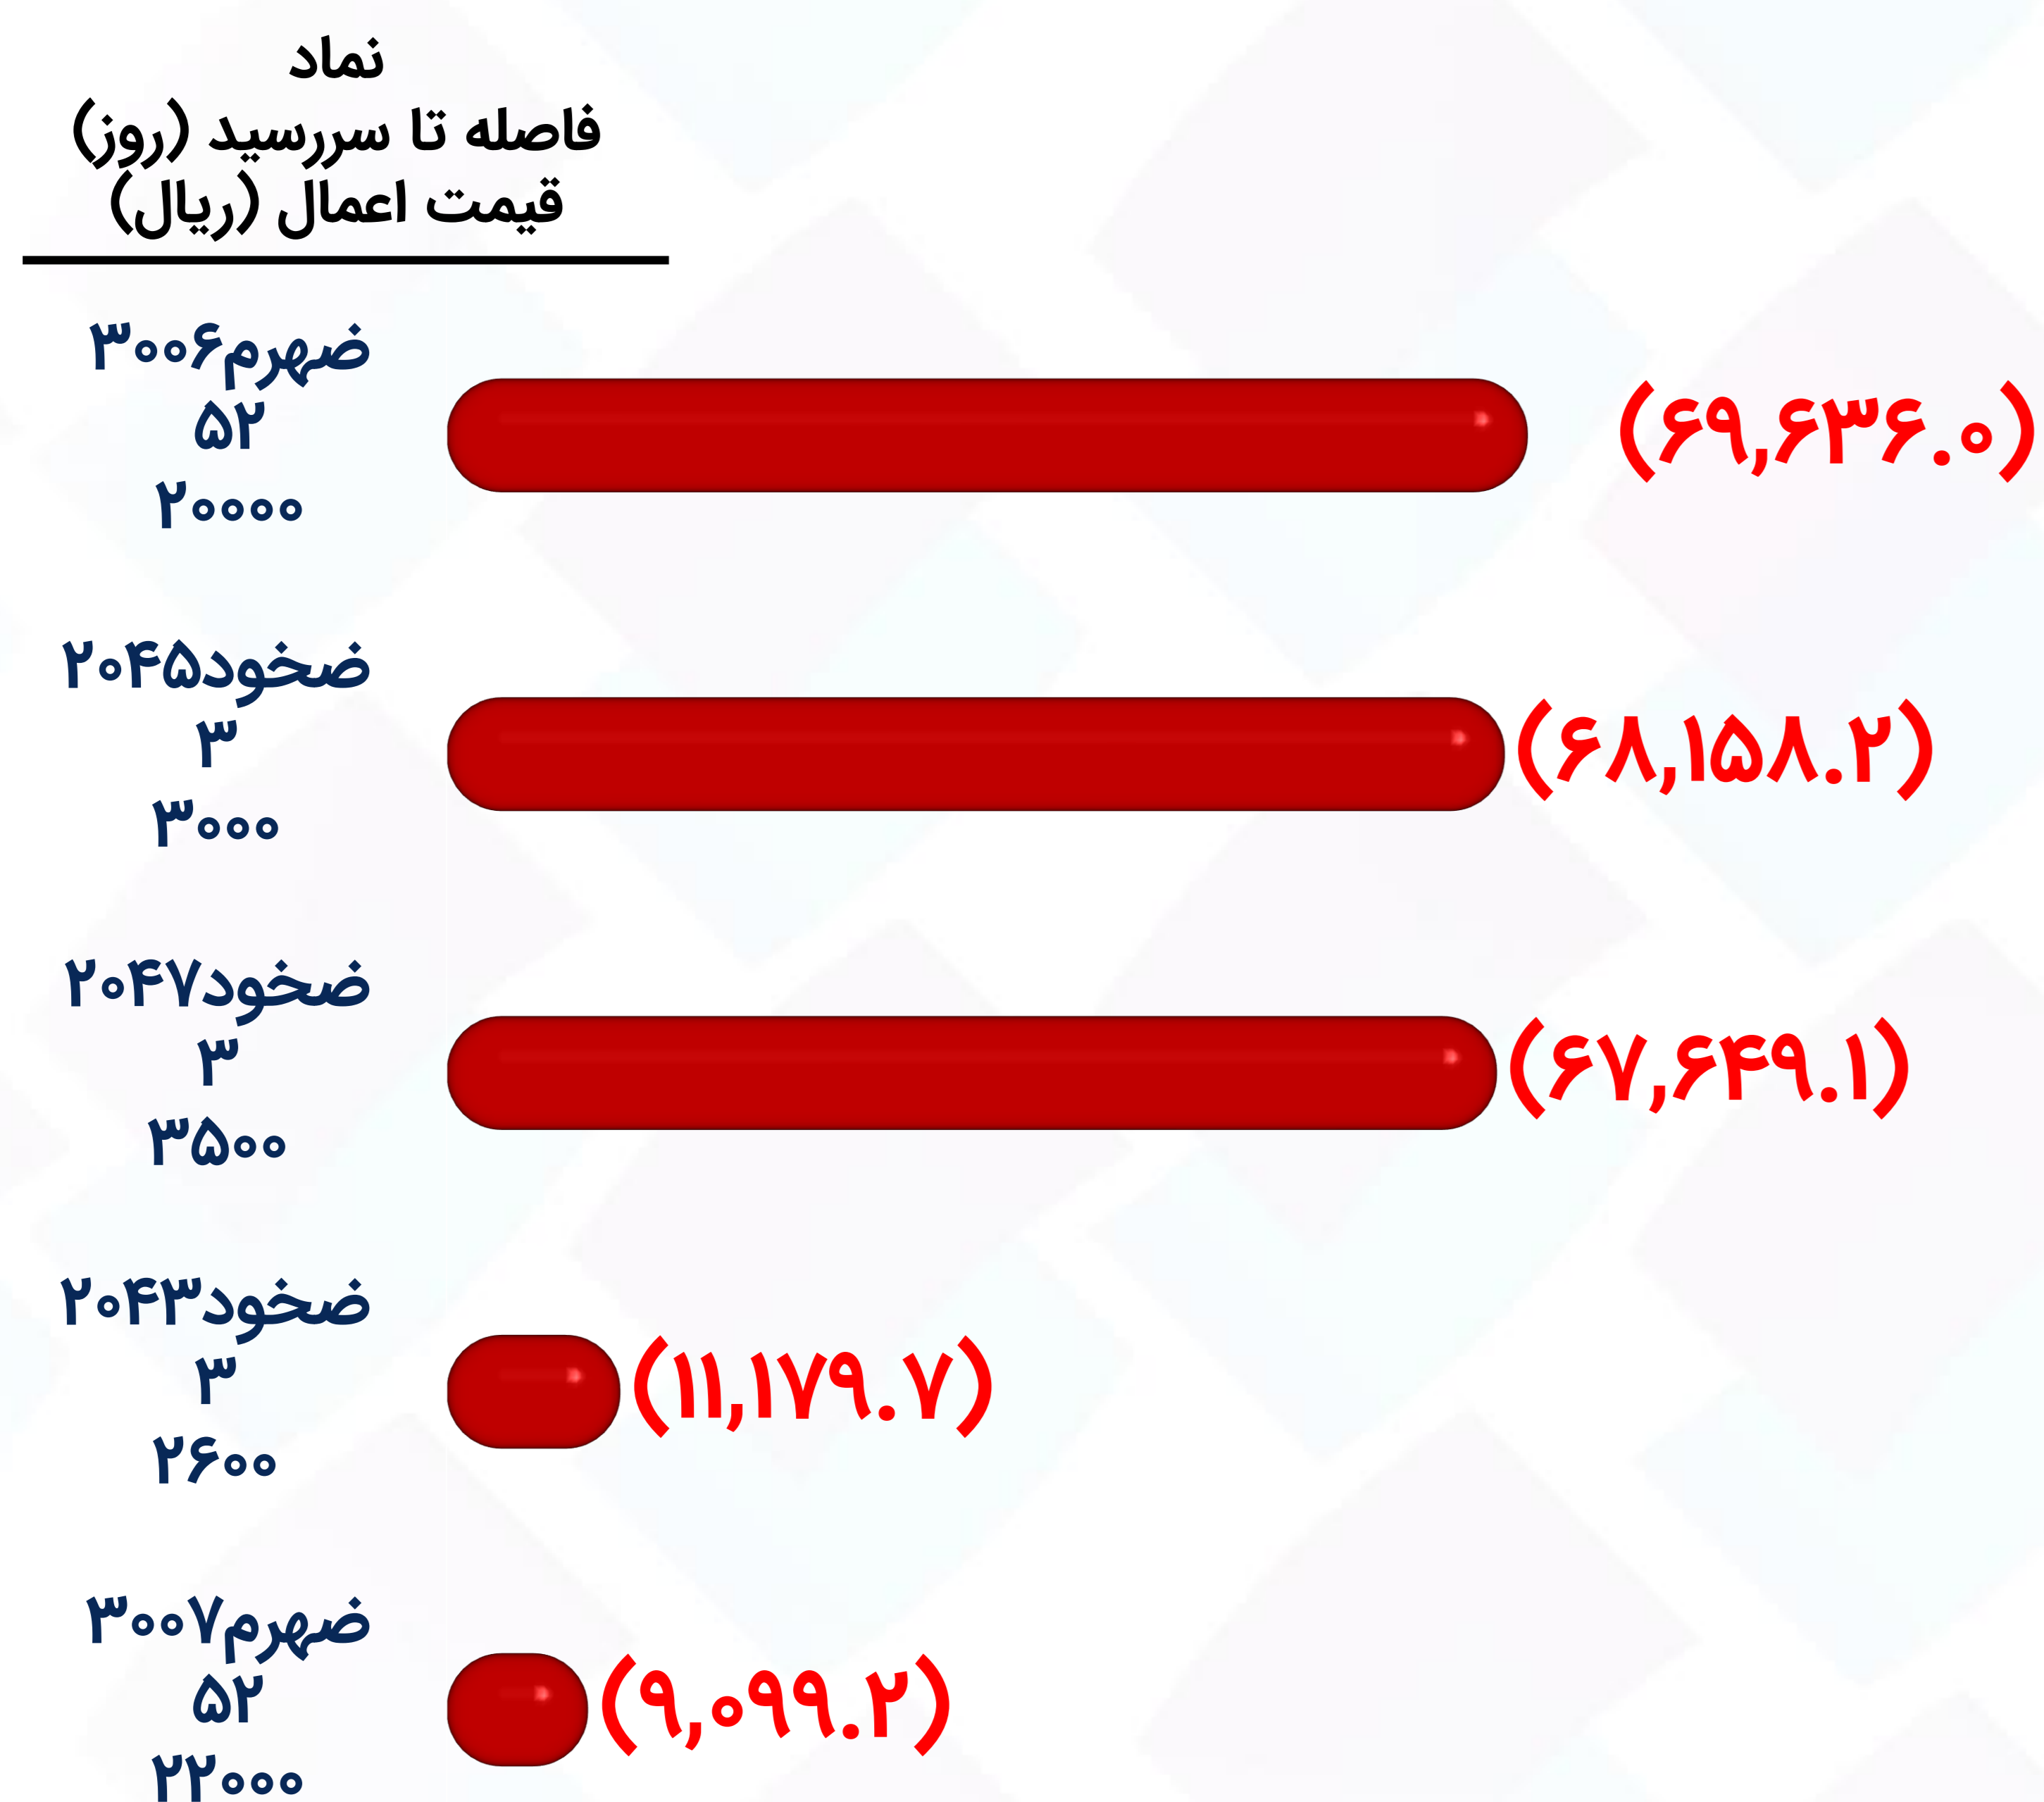 نماد
فاصله تا سررسید (روز)
قیمت اعمال (ریال)
ضهرم۳۰۰۶
۵۲
۲۰۰۰۰
(۶۹,۶۳۶.۰)
ضخود۲۰۴۵
۳
۳۰۰۰
(۶۸,۱۵۸.۲)
ضخود۲۰۴۷
۳
۳۵۰۰
(۶۷,۶۴۹.۱)
ضخود۲۰۴۳
۳
۲۶۰۰
(۱۱,۱۷۹.۷)
ضهرم۳۰۰۷
۵۲
۲۲۰۰۰
(۹,۰۹۹.۲)